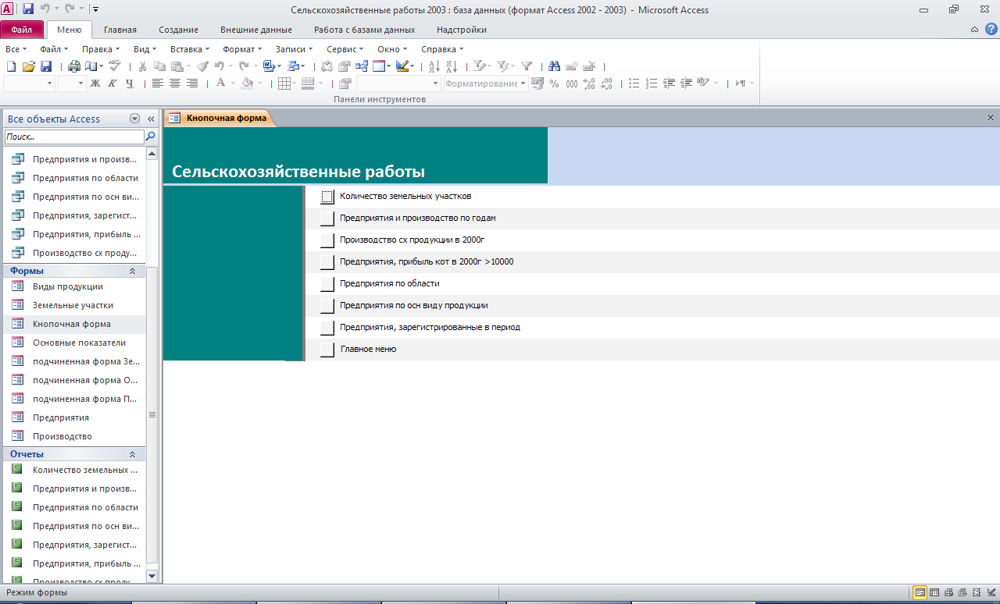 Сельскохозяйственные работы 2003 : база данных (формат Access 2002 - 2003) - Microsoft Access
Файл Меню Главная Создание Внешние данные Работа с базами данных Надстройки
Все Файл Правка Вид Вставка Формат Записи Сервис Окно Справка
Ж К Ч Форматирование % 000
Панели инструментов
Все объекты Access
Поиск...
Предприятия и произв...
Предприятия по области
Предприятия по осн ви...
Предприятия, зарегист...
Предприятия, прибыль ...
Производство сх проду...
Формы
Виды продукции
Земельные участки
Кнопочная форма
Основные показатели
подчиненная форма Зе...
подчиненная форма О...
подчиненная форма П...
Предприятия
Производство
Отчеты
Количество земельных ...
Предприятия и произв...
Предприятия по области
Предприятия по осн ви...
Предприятия, зарегист...
Предприятия, прибыль ...
Производство сх проду...
Кнопочная форма
Сельскохозяйственные работы
Количество земельных участков
Предприятия и производство по годам
Производство сх продукции в 2000г
Предприятия, прибыль кот в 2000г >10000
Предприятия по области
Предприятия по осн виду продукции
Предприятия, зарегистрированные в период
Главное меню
Режим формы